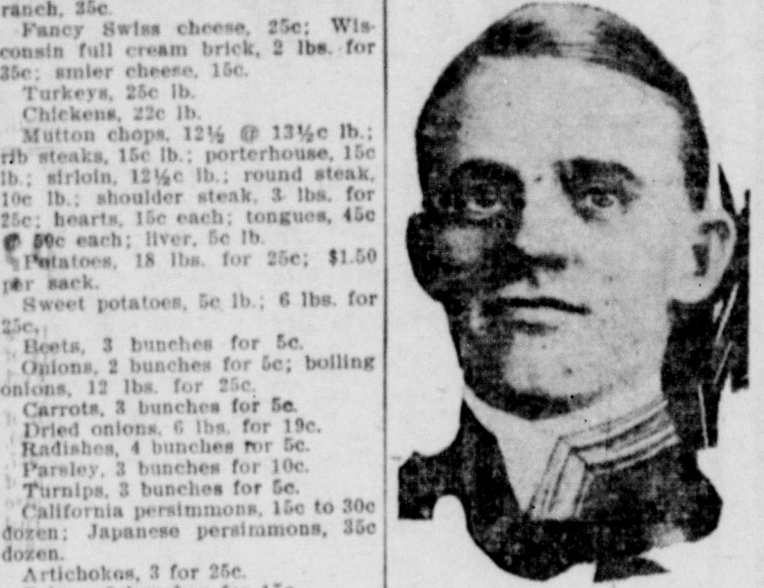 ranch, 35c.
Fancy Swiss cheese, 25c; Wis-
consin full cream brick, 2 lbs. for
35c; smier cheese, 15c.
Turkeys, 25c lb.
Chickens, 22c lb.
Mutton chops, 12½ @ 13½c lb.;
rib steaks, 15c lb.; porterhouse, 15c
lb.; sirloin, 12½c lb.; round steak,
10c lb.; shoulder steak, 3 lbs. for
25c; hearts, 15c each; tongues, 45c
@ 50c each; liver, 5c lb.
Potatoes, 18 lbs. for 25c; $1.50
per sack.
Sweet potatoes, 5c lb.; 6 lbs. for
25c.
Beets, 3 bunches for 5c.
Onions, 2 bunches for 5c; boiling
onions, 12 lbs. for 25c.
Carrots, 3 bunches for 5c.
Dried onions, 6 lbs. for 19c.
Radishes, 4 bunches for 5c.
Parsley, 3 bunches for 10c.
Turnips, 3 bunches for 5c.
California persimmons, 15c to 30c
dozen; Japanese persimmons, 35c
dozen.
Artichokes, 3 for 25c.